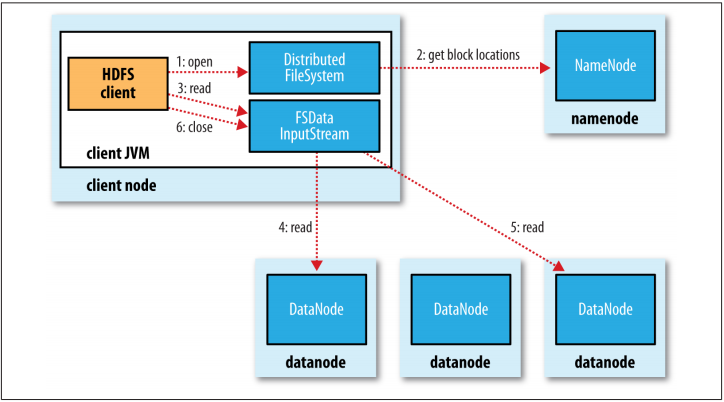 HDFS
client
1: open
3: read
6: close
Distributed
FileSystem
FSData
InputStream
2: get block locations
NameNode
namenode
client JVM
client node
4: read
5: read
DataNode
datanode
DataNode
datanode
DataNode
datanode